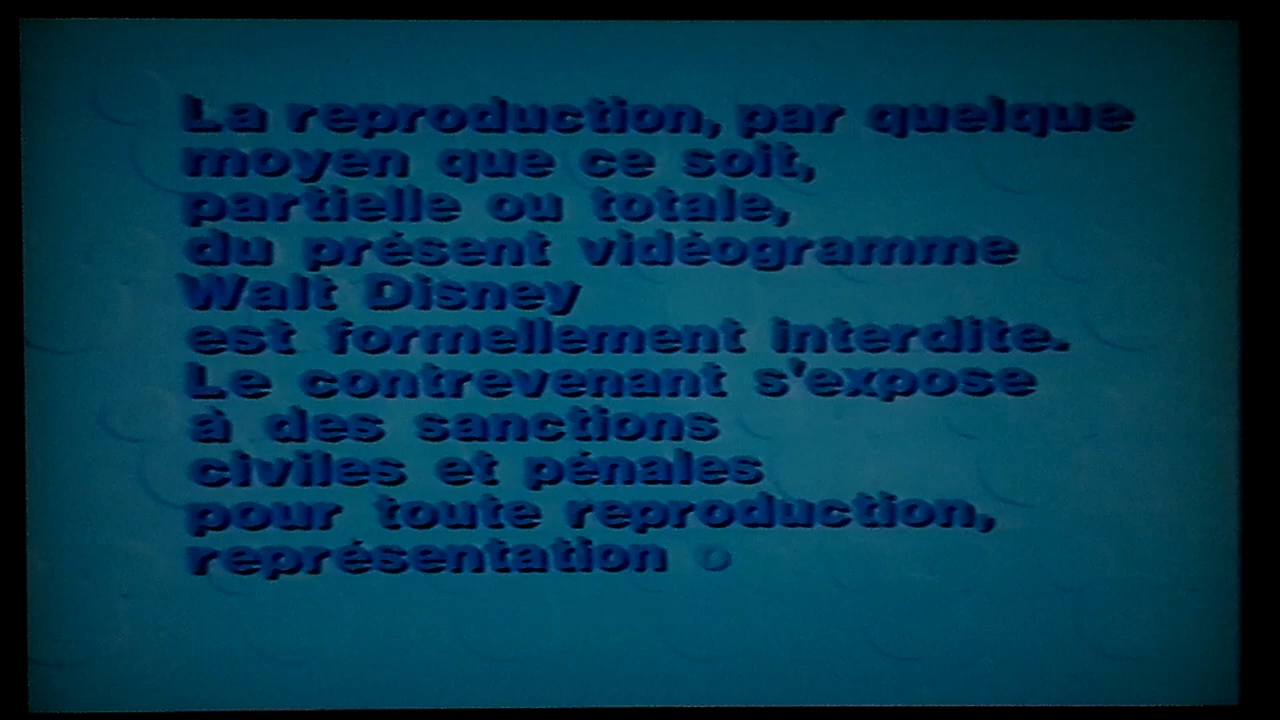 La reproduction, par quelque
moyen que ce soit,
partielle ou totale,
du présent vidéogramme
Walt Disney
est formellement interdite.
Le contrevenant s'expose
à des sanctions
civiles et pénales
pour toute reproduction,
représentation o